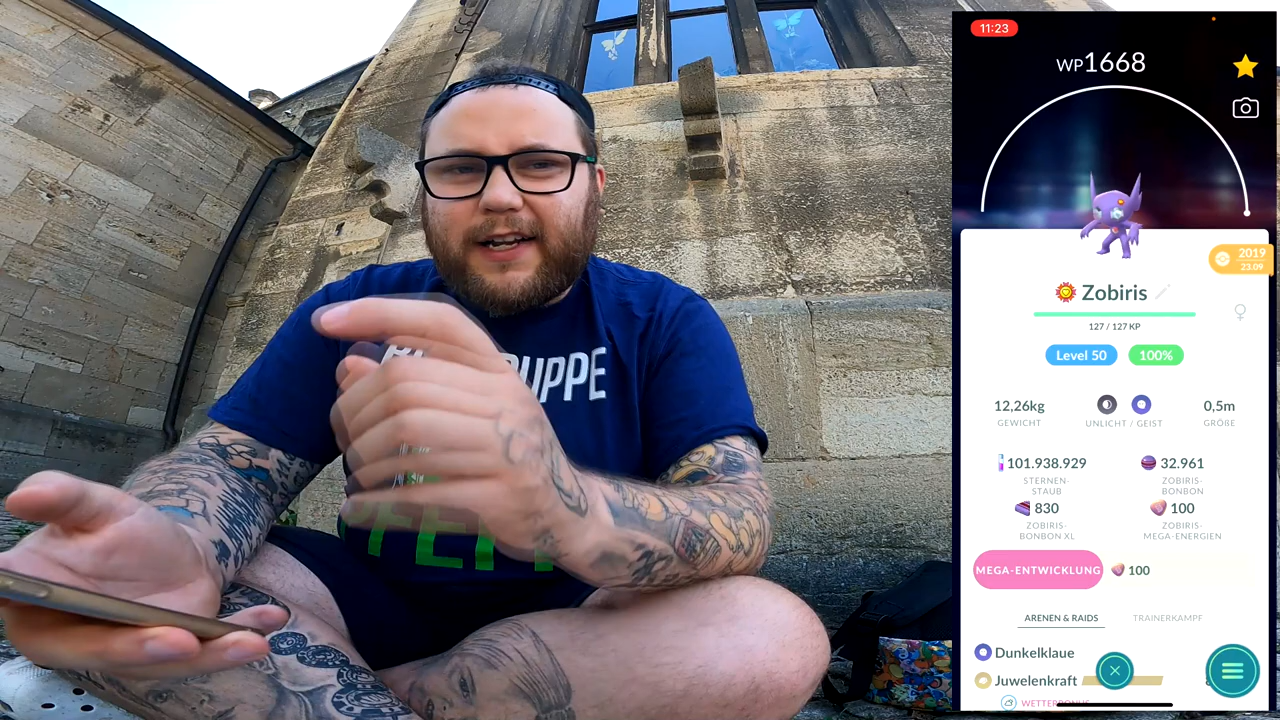 11:23
WP1668
2019
23.09
Zobiris
127 / 127 KP
Level 50
100%
12,26kg
GEWICHT
UNLICHT / GEIST
0,5m
GRÖßE
101.938.929
STERNEN-
STAUB
32.961
ZOBIRIS-
BONBON
830
ZOBIRIS-
BONBON XL
100
ZOBIRIS-
MEGA-ENERGIEN
MEGA-ENTWICKLUNG
100
ARENEN & RAIDS
TRAINERKAMPF
Dunkelklaue
Juwelenkraft
WETTERBONUS